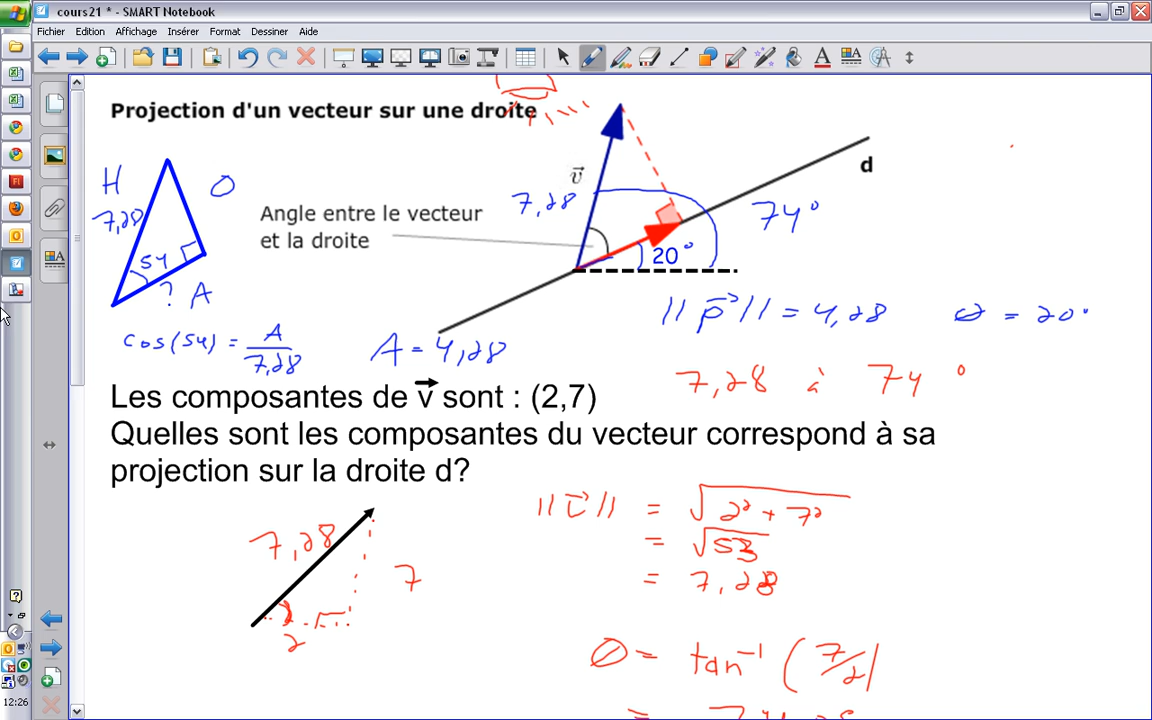 cours21 * - SMART Notebook
Fichier Edition Affichage Insérer Format Dessiner Aide
Projection d'un vecteur sur une droite
d
v
H
O
7,28
7,28
74°
Angle entre le vecteur
et la droite
54
20°
? A
||p|| = 4,28 θ = 20°
cos(54) = A/7,28
A = 4,28
7,28 à 74°
Les composantes de v sont : (2,7)
Quelles sont les composantes du vecteur correspond à sa
projection sur la droite d?
||v|| = √2² + 7²
= √53
= 7,28
7,28
7
2
θ = tan⁻¹ (7/2)
12:26